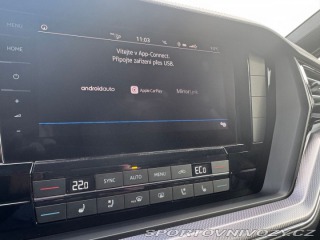 MENU
11:03
HOME
Vítejte v App-Connect.
Připojte zařízení přes USB.
androidauto
Apple CarPlay
MirrorLink
22.0
SYNC
AUTO
MENU
ECO
SPORTOVNIVOZY.CZ